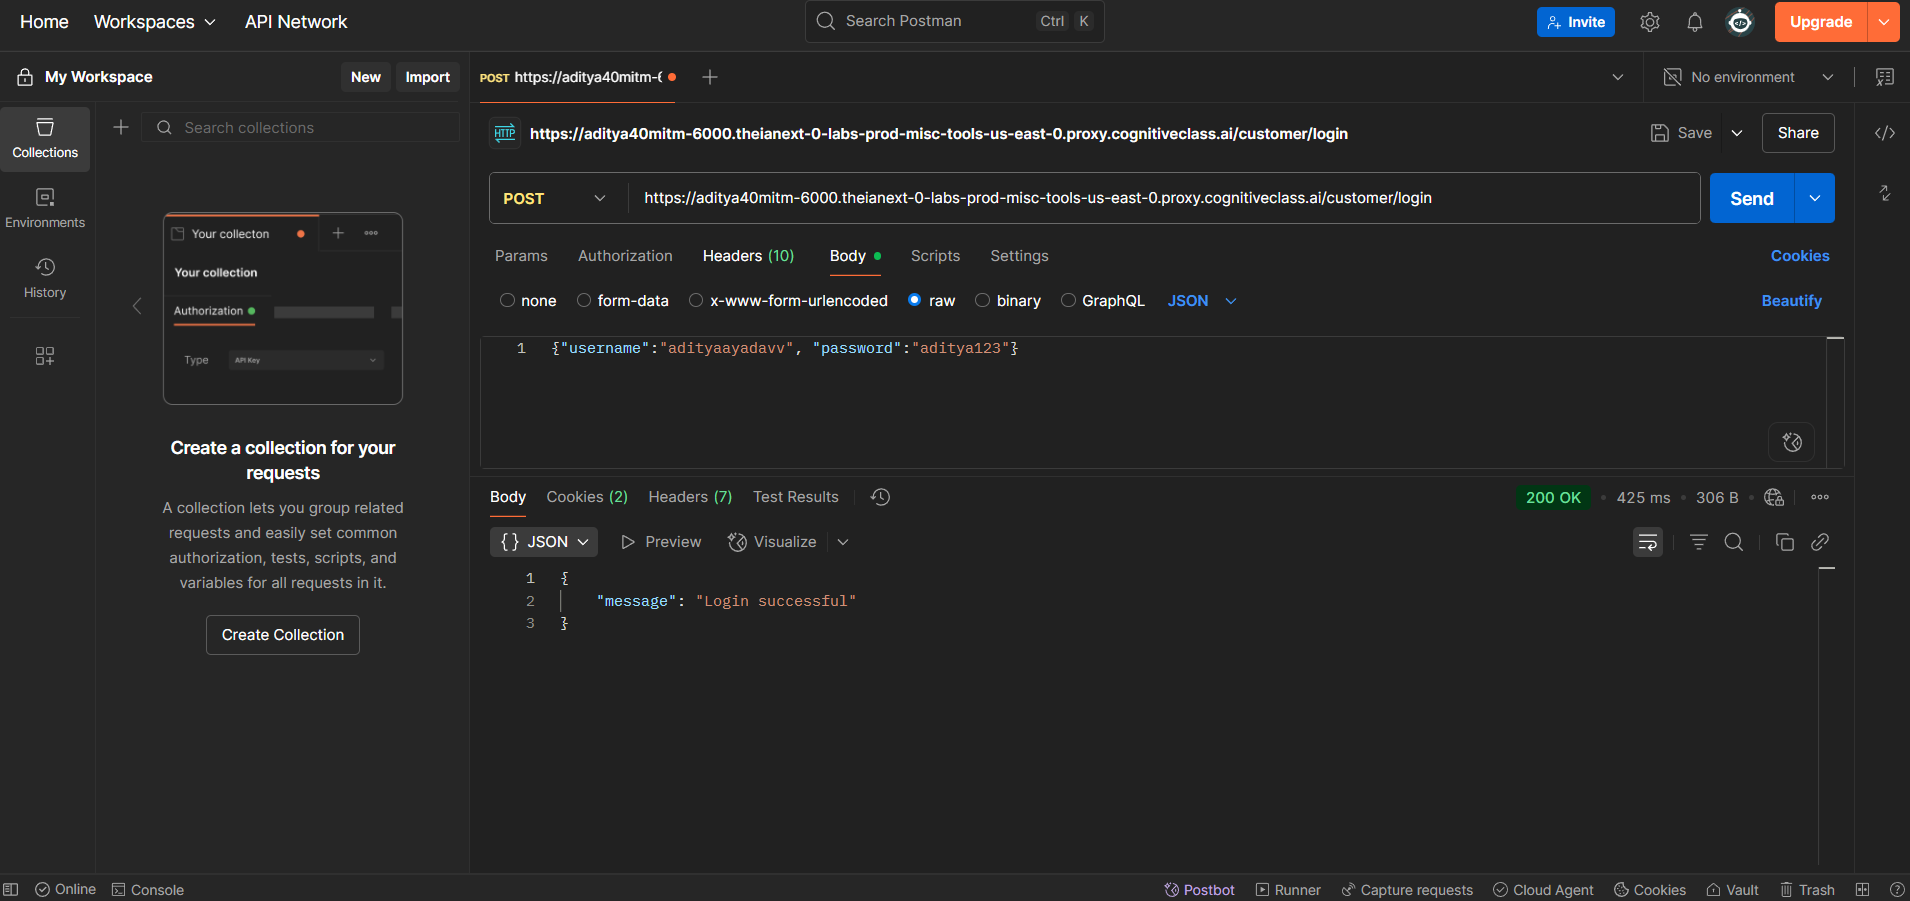 Home Workspaces API Network Search Postman Ctrl K Invite Upgrade
My Workspace New Import POST https://aditya40mitm-6 No environment
Collections Search collections
https://aditya40mitm-6000.theianext-0-labs-prod-misc-tools-us-east-0.proxy.cognitiveclass.ai/customer/login Save Share
Environments
History
POST https://aditya40mitm-6000.theianext-0-labs-prod-misc-tools-us-east-0.proxy.cognitiveclass.ai/customer/login Send
Your collecton
Your collection
Authorization
Type API Key
Params Authorization Headers (10) Body Scripts Settings Cookies
none form-data x-www-form-urlencoded raw binary GraphQL JSON Beautify
1 {"username":"adityaayadavv", "password":"aditya123"}
Create a collection for your
requests
A collection lets you group related
requests and easily set common
authorization, tests, scripts, and
variables for all requests in it.
Create Collection
Body Cookies (2) Headers (7) Test Results 200 OK 425 ms 306 B
{} JSON Preview Visualize
1 {
2 "message": "Login successful"
3 }
Online Console Postbot Runner Capture requests Cloud Agent Cookies Vault Trash